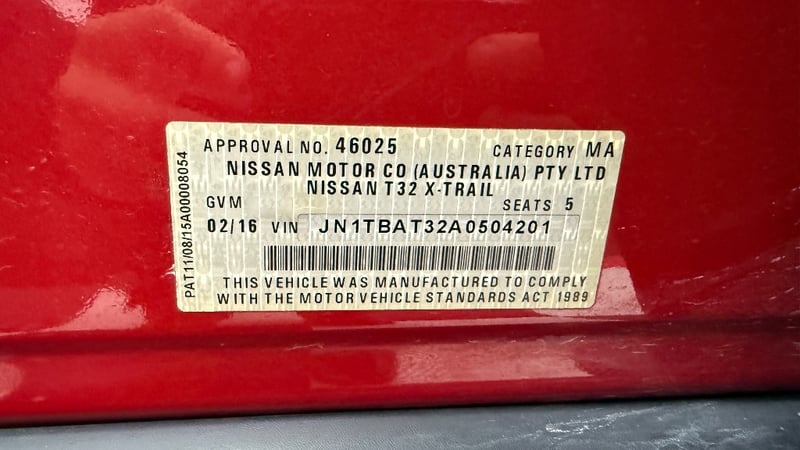 APPROVAL NO. 46025 CATEGORY MA
NISSAN MOTOR CO (AUSTRALIA) PTY LTD
NISSAN T32 X-TRAIL
GVM SEATS 5
02/16 VIN JN1TBAT32A0504201
THIS VEHICLE WAS MANUFACTURED TO COMPLY
WITH THE MOTOR VEHICLE STANDARDS ACT 1989
PAT11/08/15A00008054